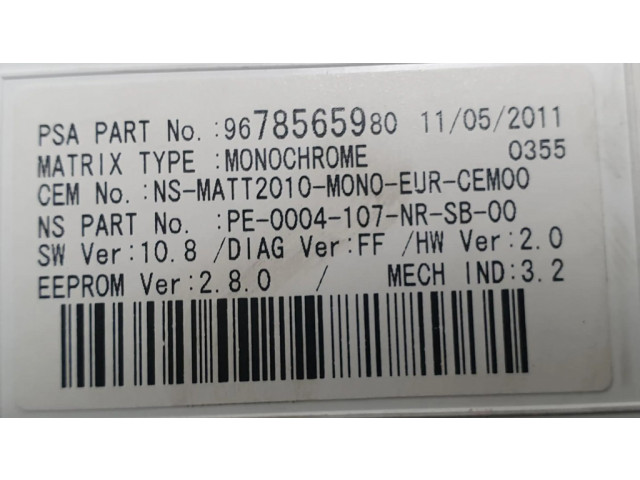 PSA PART No.:9678565980 11/05/2011
MATRIX TYPE :MONOCHROME 0355
CEM No.:NS-MATT2010-MONO-EUR-CEM00
NS PART No. :PE-0004-107-NR-SB-00
SW Ver:10.8 /DIAG Ver:FF /HW Ver:2.0
EEPROM Ver:2.8.0 / MECH IND:3.2